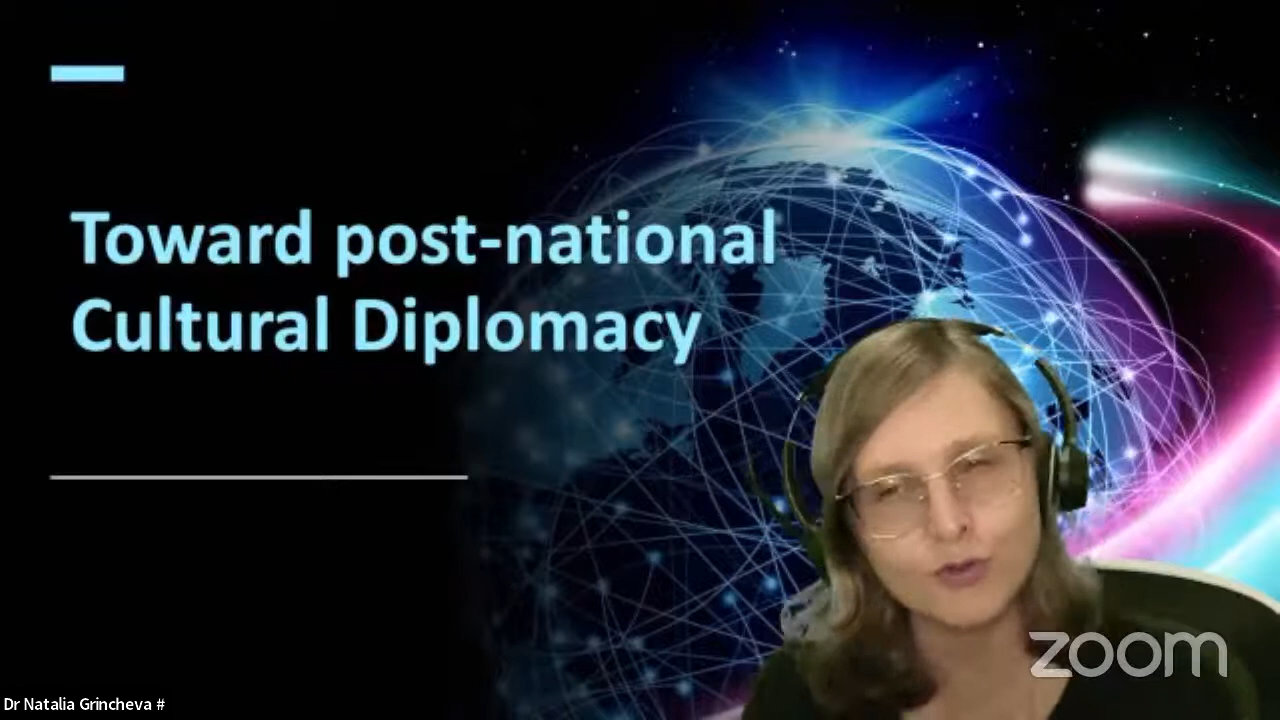 Toward post-national
Cultural Diplomacy
zoom
Dr Natalia Grincheva #